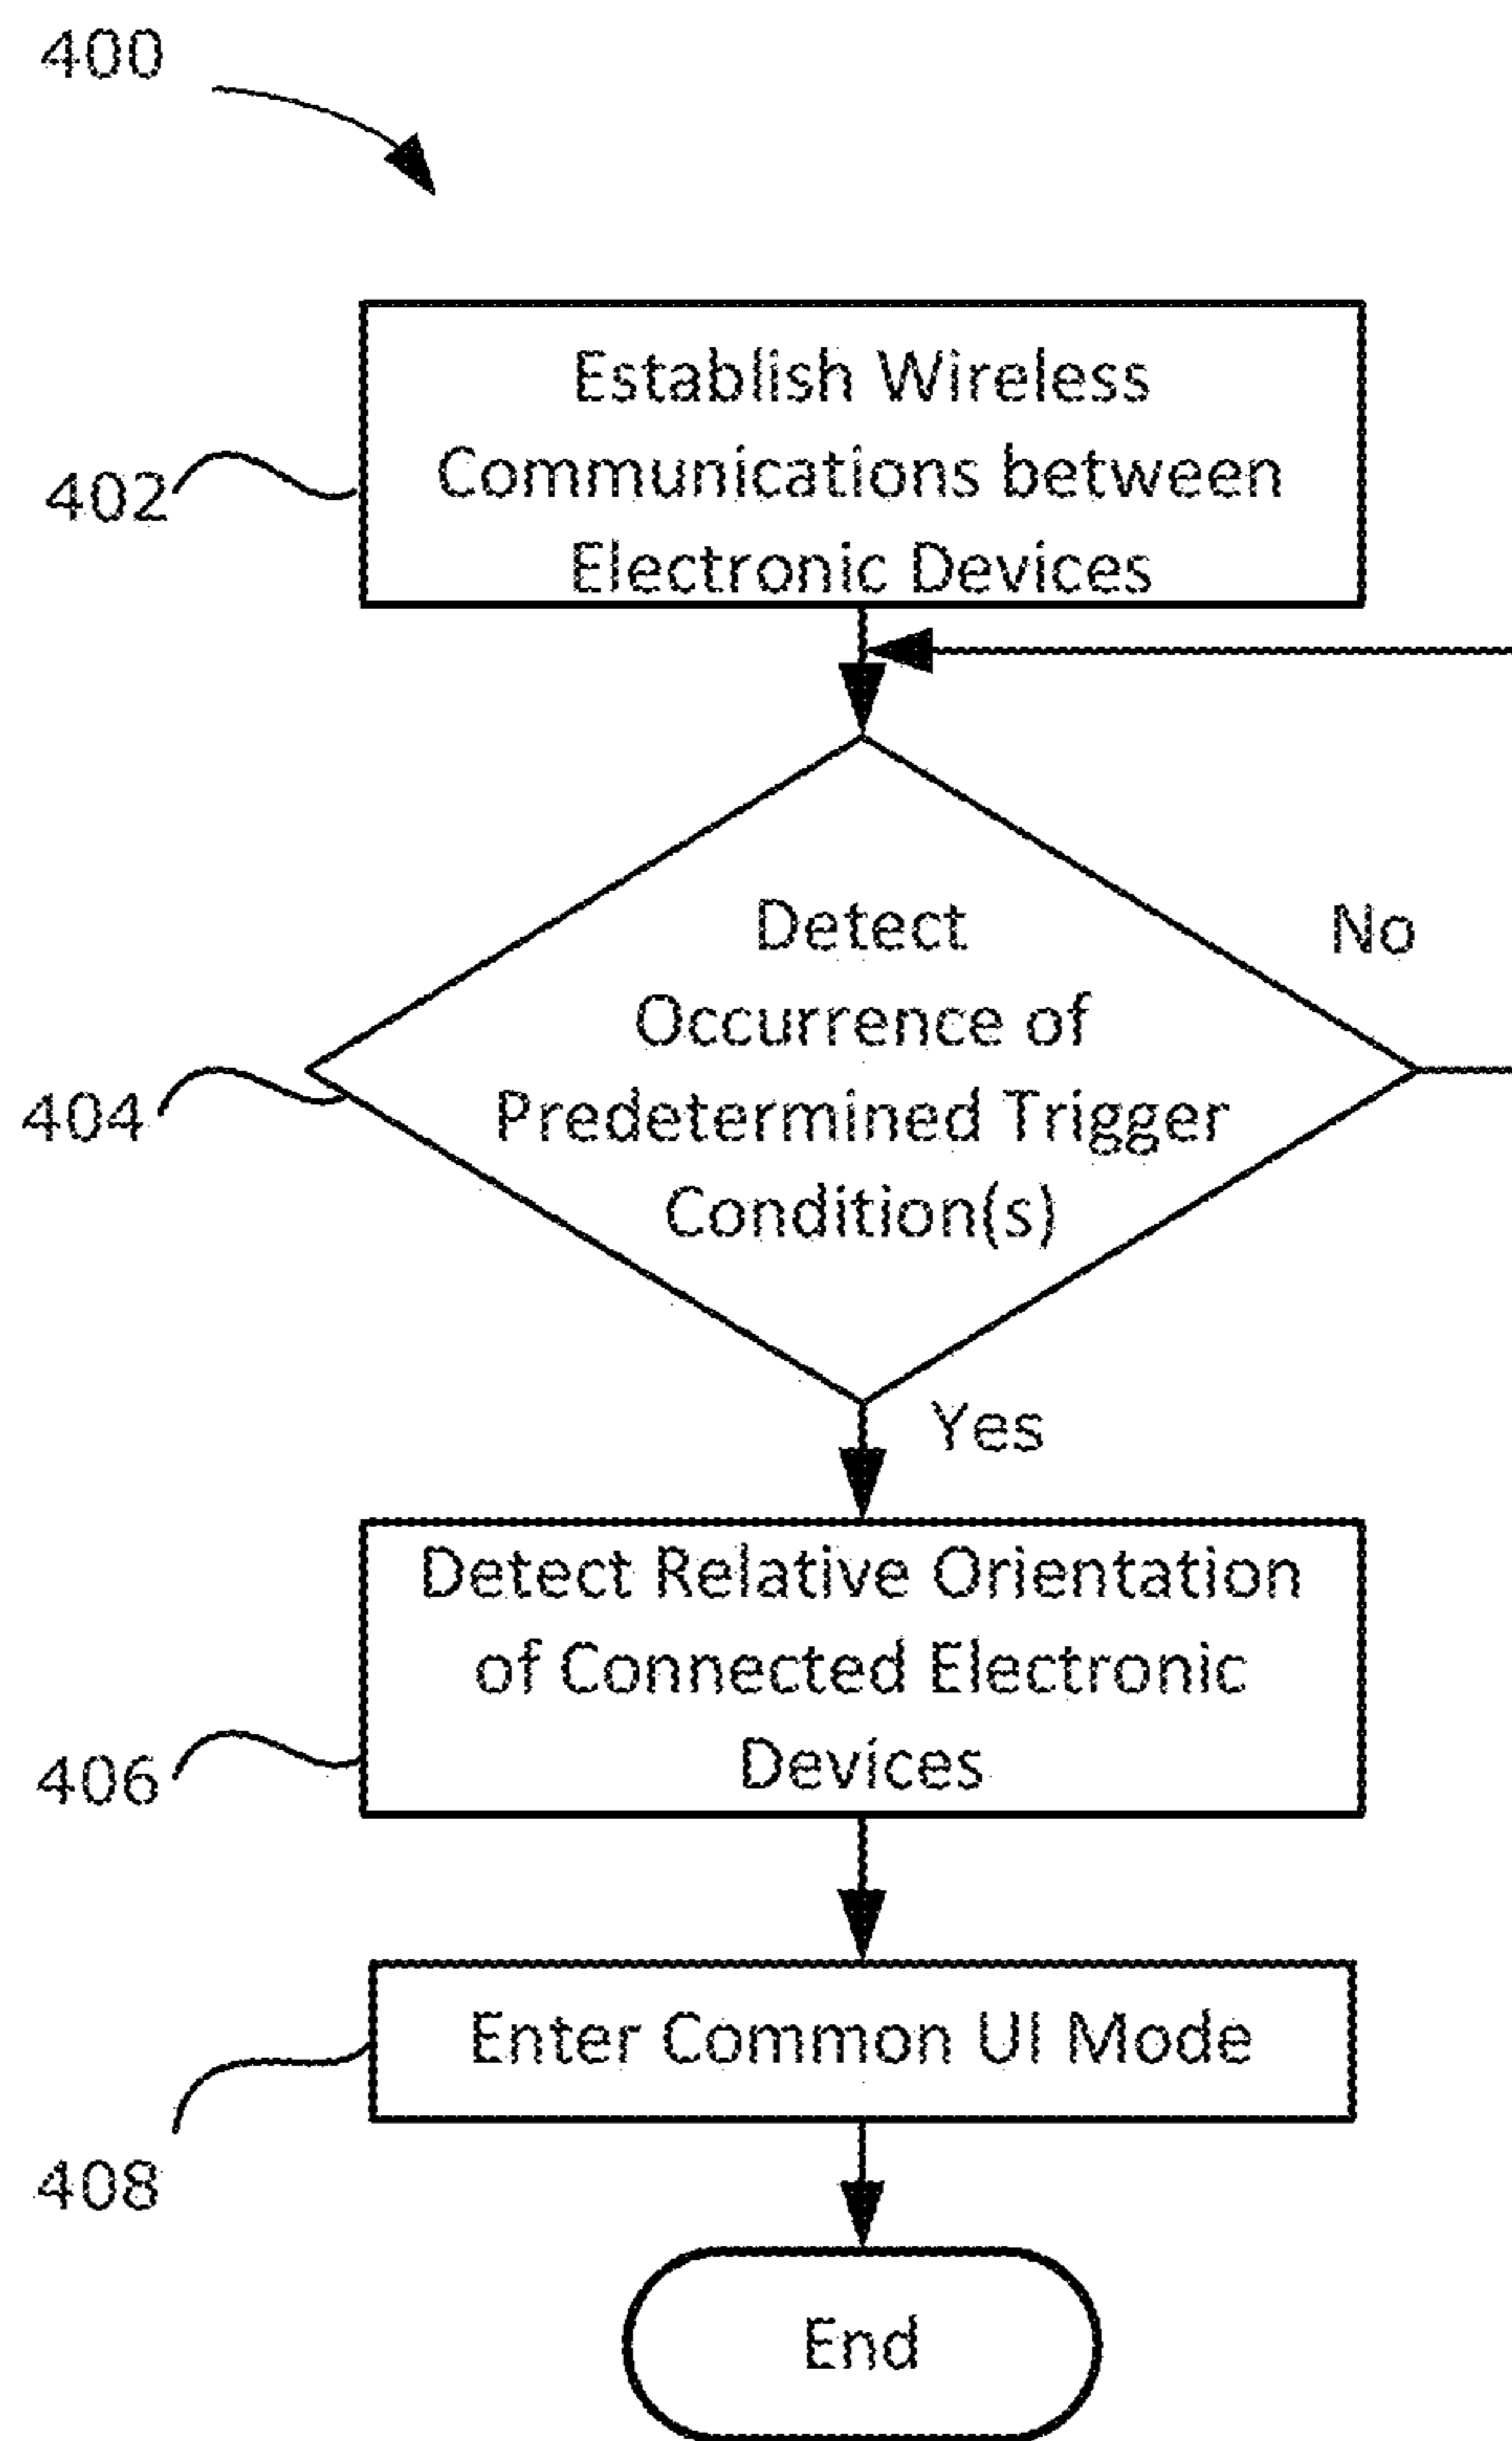 400
Establish Wireless
Communications between
Electronic Devices
402
Detect
Occurrence of
Predetermined Trigger
Condition(s)
No
404
Yes
Detect Relative Orientation
of Connected Electronic
Devices
406
Enter Common UI Mode
408
End